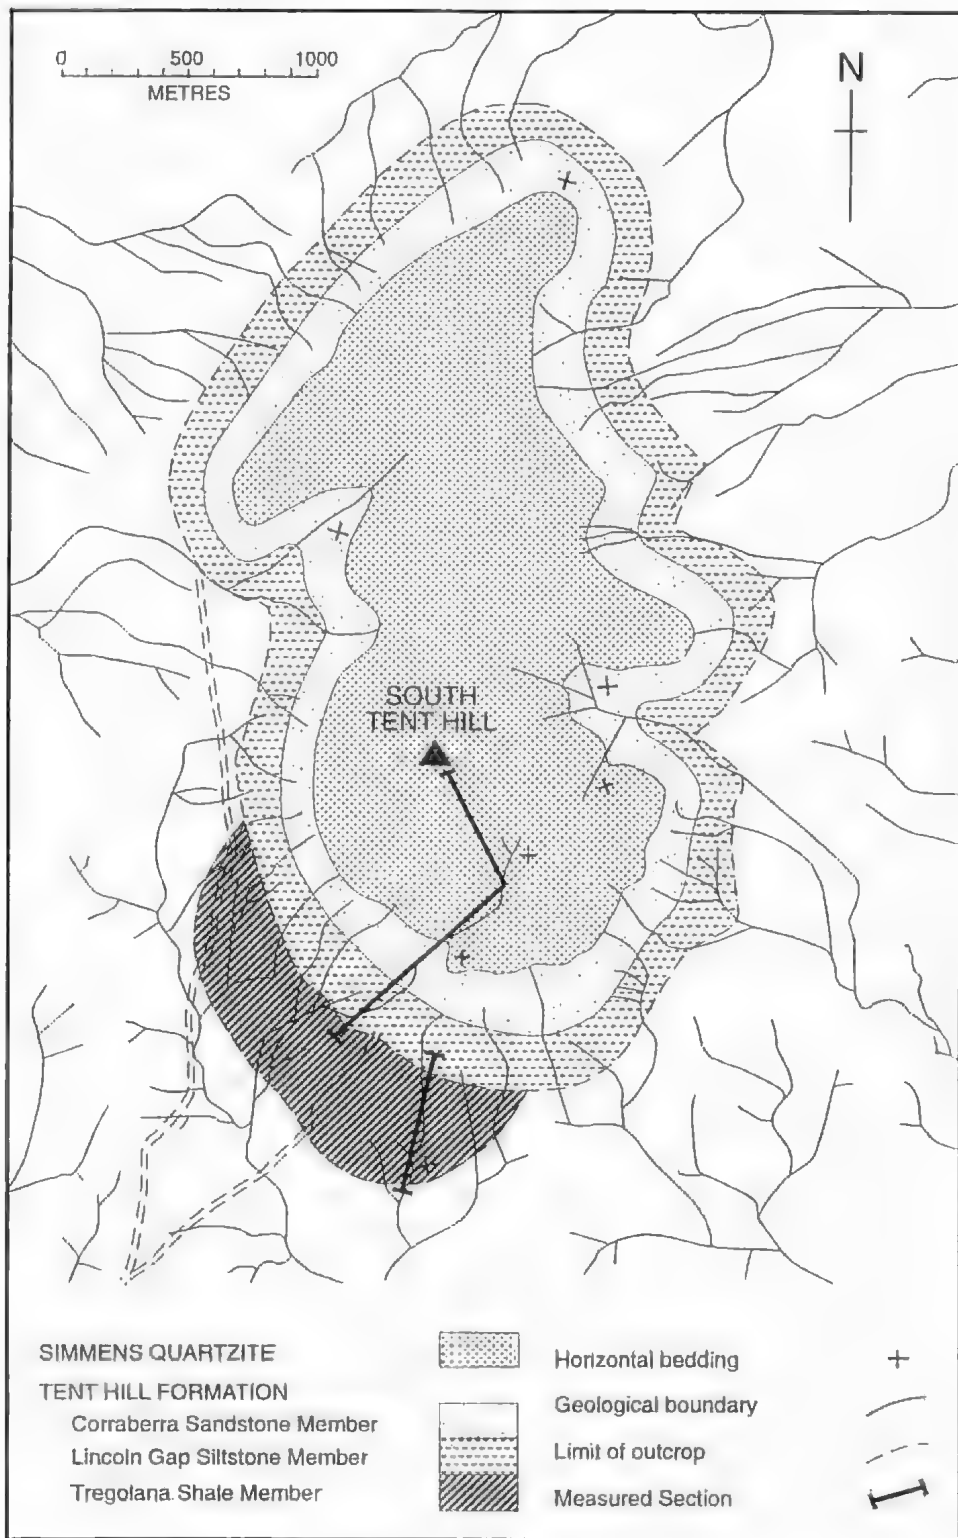 0 500 1000
METRES
N
SOUTH
TENT HILL
SIMMENS QUARTZITE
TENT HILL FORMATION
Corraberra Sandstone Member
Lincoln Gap Siltstone Member
Tregolana Shale Member
Horizontal bedding
Geological boundary
Limit of outcrop
Measured Section